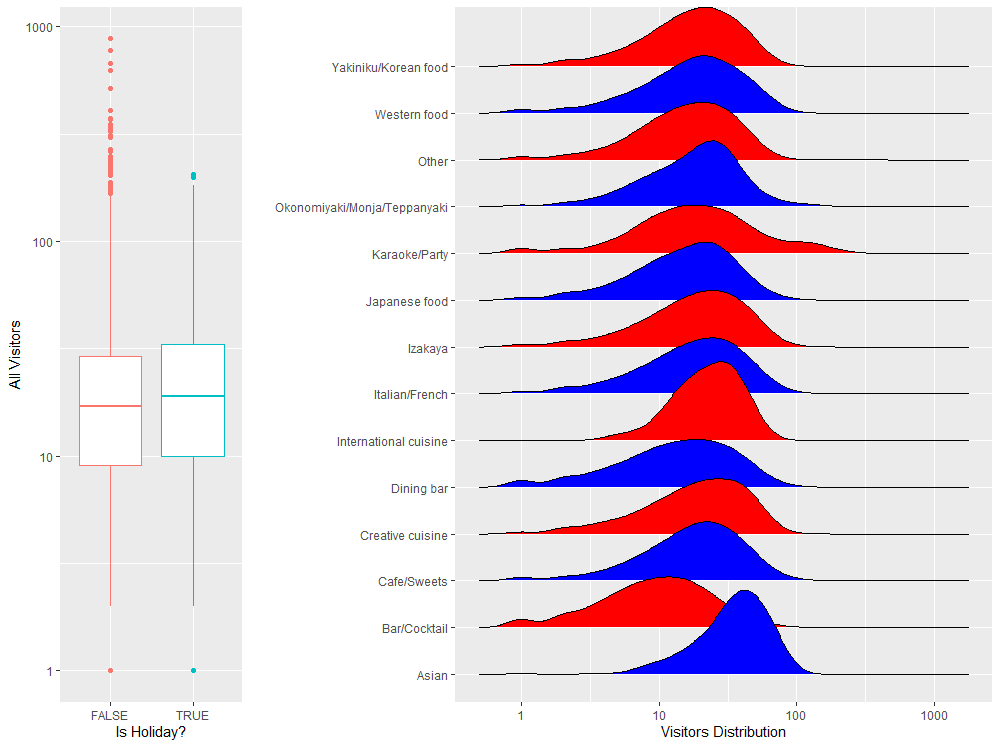 1000
100
10
1
All Visitors
FALSE
TRUE
Is Holiday?
Yakiniku/Korean food
Western food
Other
Okonomiyaki/Monja/Teppanyaki
Karaoke/Party
Japanese food
Izakaya
Italian/French
International cuisine
Dining bar
Creative cuisine
Cafe/Sweets
Bar/Cocktail
Asian
1
10
100
1000
Visitors Distribution